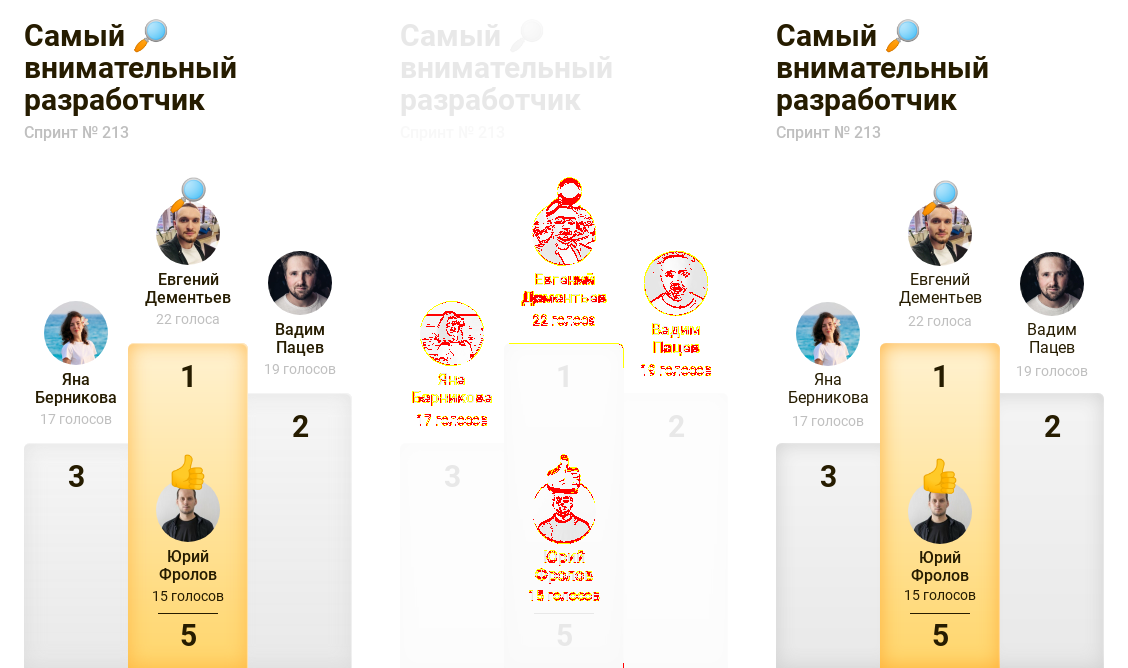 Самый 🔎
внимательный
разработчик
Спринт № 213
Евгений
Дементьев
22 голоса
Вадим
Пацев
19 голосов
Яна
Берникова
17 голосов
1
2
3
Юрий
Фролов
15 голосов
5
Самый 🔎
внимательный
разработчик
Спринт № 213
Евгений
Дементьев
22 голоса
Вадим
Пацев
19 голосов
Яна
Берникова
17 голосов
1
2
3
Юрий
Фролов
15 голосов
5
Самый 🔎
внимательный
разработчик
Спринт № 213
Евгений
Дементьев
22 голоса
Вадим
Пацев
19 голосов
Яна
Берникова
17 голосов
1
2
3
Юрий
Фролов
15 голосов
5